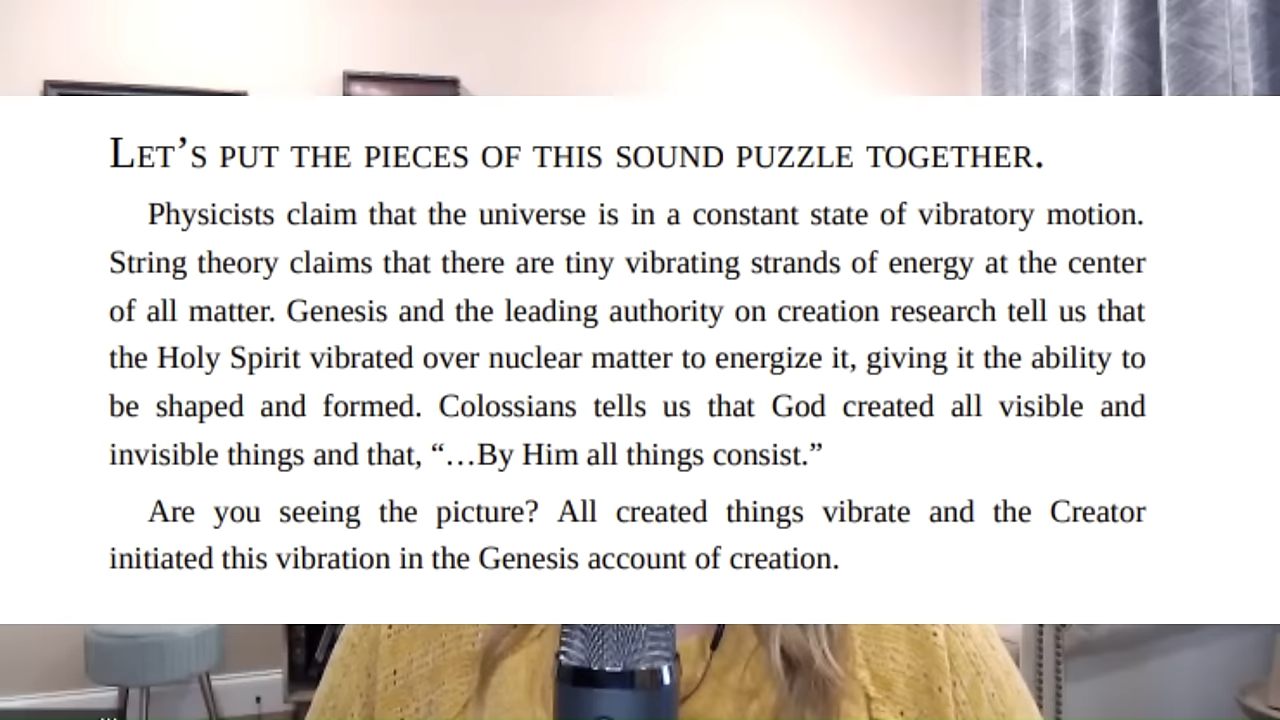 LET’S PUT THE PIECES OF THIS SOUND PUZZLE TOGETHER.
Physicists claim that the universe is in a constant state of vibratory motion.
String theory claims that there are tiny vibrating strands of energy at the center
of all matter. Genesis and the leading authority on creation research tell us that
the Holy Spirit vibrated over nuclear matter to energize it, giving it the ability to
be shaped and formed. Colossians tells us that God created all visible and
invisible things and that, “…By Him all things consist.”
Are you seeing the picture? All created things vibrate and the Creator
initiated this vibration in the Genesis account of creation.